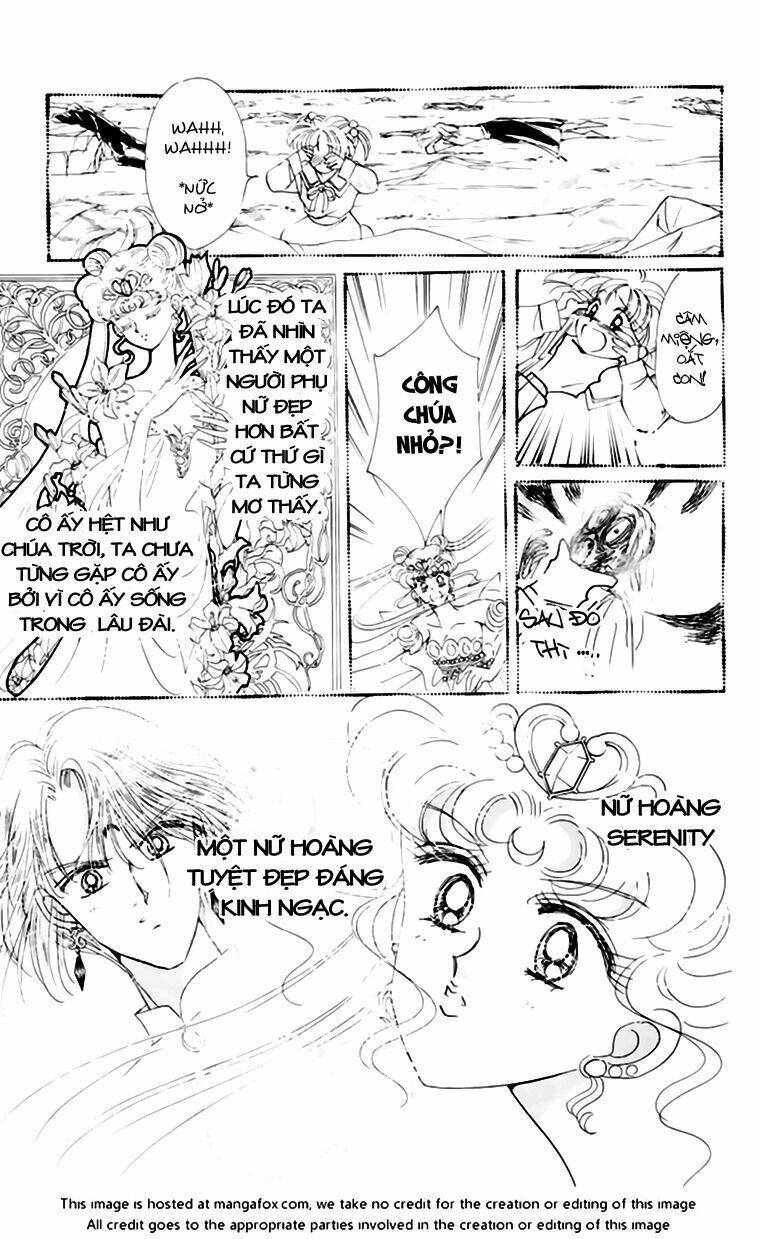 WAHH,
WAHHH!
*NỨC
NỞ*
CÂM
MIỆNG,
OẮT
CON!
SAU ĐÓ
THÌ .....
CÔNG
CHÚA
NHỎ?!
LÚC ĐÓ TA
ĐÃ NHÌN
THẤY MỘT
NGƯỜI PHỤ
NỮ ĐẸP
HƠN BẤT
CỨ THỨ GÌ
TA TỪNG
MƠ THẤY.
CÔ ẤY HỆT NHƯ
CHÚA TRỜI, TA CHƯA
TỪNG GẶP CÔ ẤY
BỞI VÌ CÔ ẤY SỐNG
TRONG LÂU ĐÀI.
NỮ HOÀNG
SERENITY
MỘT NỮ HOÀNG
TUYỆT ĐẸP ĐÁNG
KINH NGẠC.
This image is hosted at mangafox.com, we take no credit for the creation or editing of this image
All credit goes to the appropriate parties involved in the creation or editing of this image